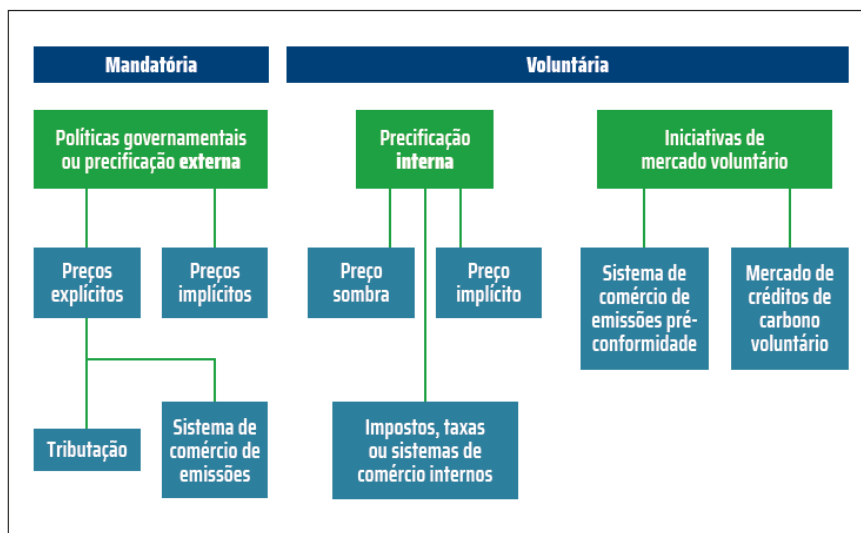 Mandatória
Voluntária
Políticas governamentais
ou precificação externa
Precificação
interna
Iniciativas de
mercado voluntário
Preços
explícitos
Preços
implícitos
Preço
sombra
Preço
implícito
Sistema de
comércio de
emissões pré-
conformidade
Mercado de
créditos de
carbono
voluntário
Tributação
Sistema de
comércio de
emissões
Impostos, taxas
ou sistemas de
comércio internos